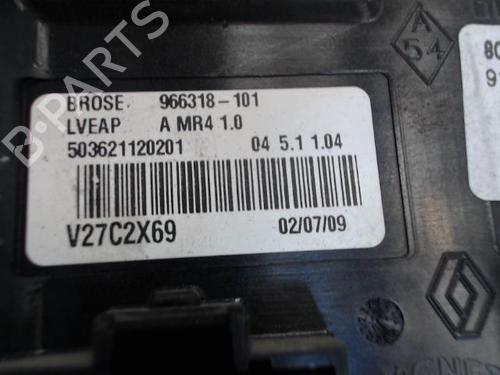 BROSE. 966318-101
LVEAP A MR4 1.0
503621120201 04 5.1 1.04
V27C2X69 02/07/09
A
54
80
9
B-PARTS